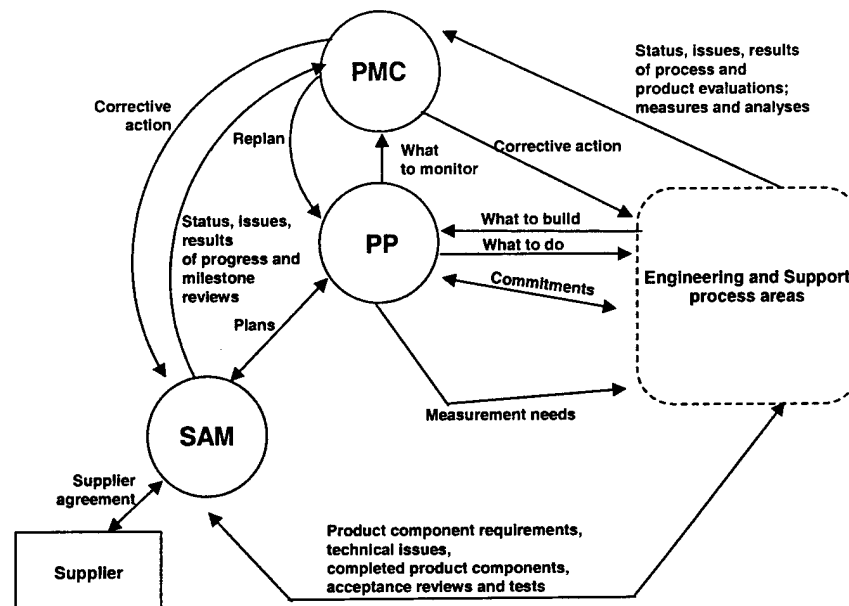 PMC
Status, issues, results
of process and
product evaluations;
measures and analyses
Corrective
action
Replan
What
to monitor
Corrective action
Status, issues,
results
of progress and
milestone
reviews
PP
What to build
What to do
Commitments
Engineering and Support
process areas
Plans
Measurement needs
SAM
Supplier
agreement
Supplier
Product component requirements,
technical issues,
completed product components,
acceptance reviews and tests